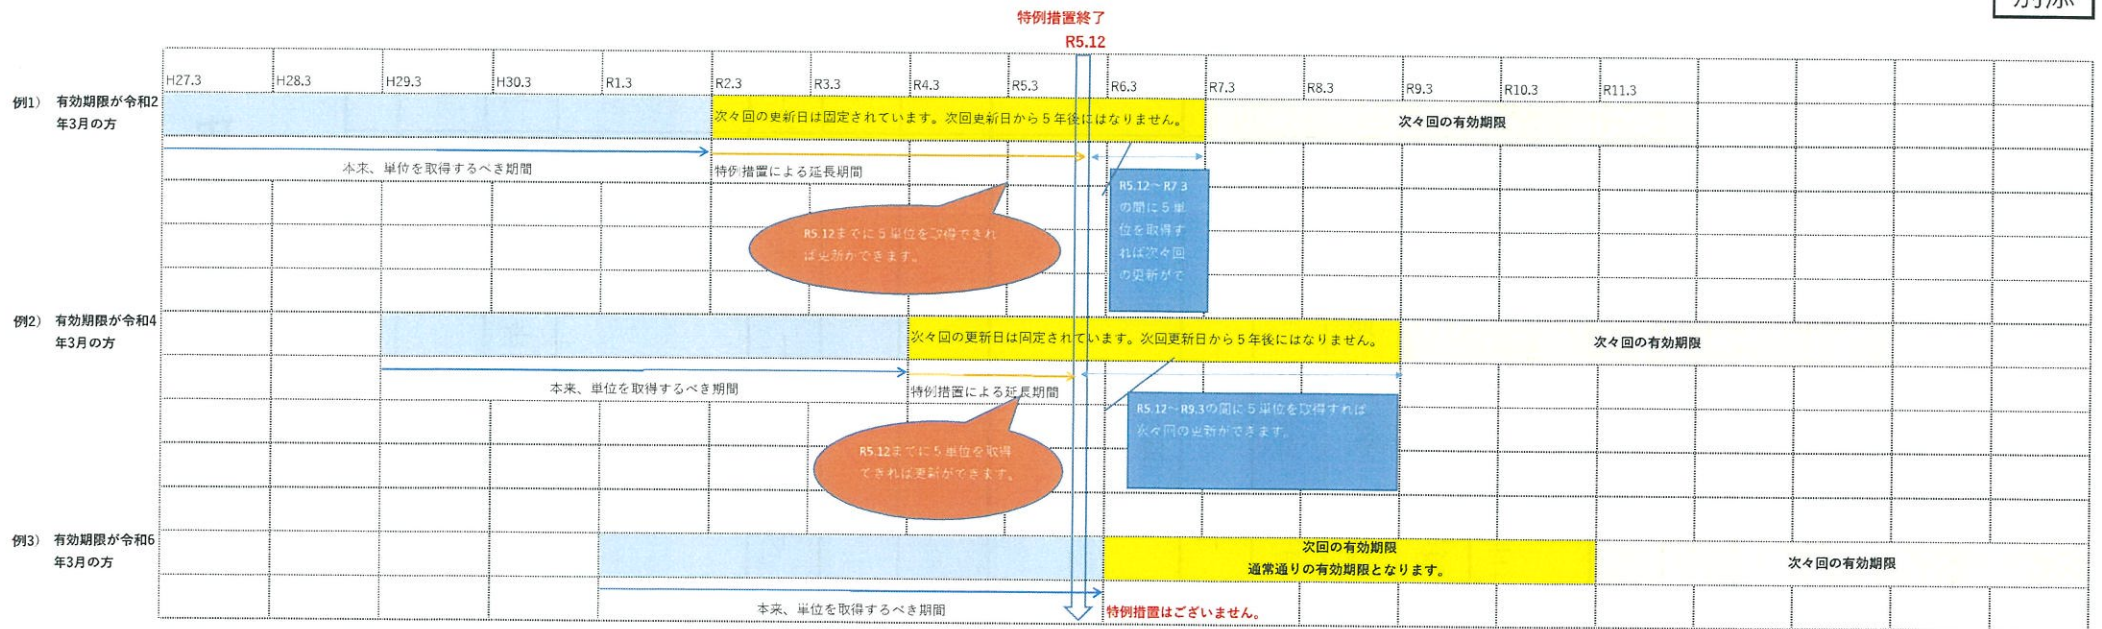 別添
特例措置終了
R5.12
H27.3 H28.3 H29.3 H30.3 R1.3 R2.3 R3.3 R4.3 R5.3 R6.3 R7.3 R8.3 R9.3 R10.3 R11.3
例1) 有効期限が令和2
年3月の方
次々回の更新日は固定されています。次回更新日から5年後にはなりません。
次々回の有効期限
本来、単位を取得するべき期間
特例措置による延長期間
R5.12までに5単位を取得できれ
ば更新ができます。
R5.12~R7.3
の間に5単
位を取得す
れば次々回
の更新がで
例2) 有効期限が令和4
年3月の方
次々回の更新日は固定されています。次回更新日から5年後にはなりません。
次々回の有効期限
本来、単位を取得するべき期間
特例措置による延長期間
R5.12までに5単位を取得
できれば更新ができます。
R5.12~R9.3の間に5単位を取得すれば
次々回の更新ができます。
例3) 有効期限が令和6
年3月の方
次回の有効期限
通常通りの有効期限となります。
次々回の有効期限
本来、単位を取得するべき期間
特例措置はございません。